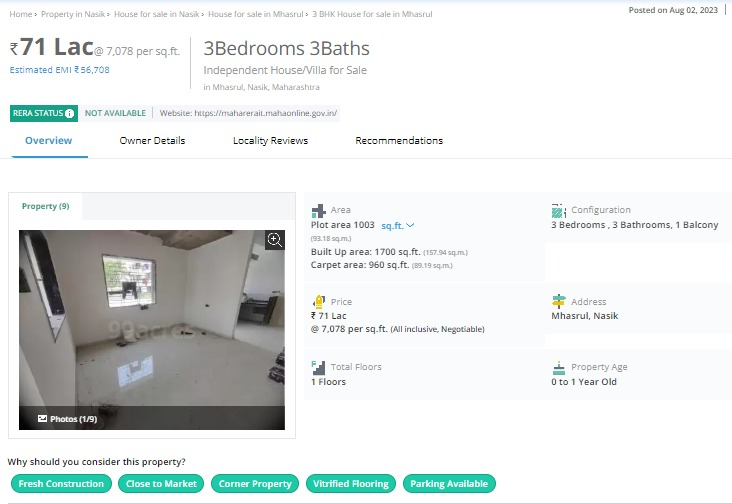 Home › Property in Nasik › House for sale in Nasik › House for sale in Mhasrul › 3 BHK House for sale in Mhasrul
Posted on Aug 02, 2023
₹71 Lac @ 7,078 per sq.ft.
Estimated EMI ₹56,708
3Bedrooms 3Baths
Independent House/Villa for Sale
in Mhasrul, Nasik, Maharashtra
RERA STATUS NOT AVAILABLE Website: https://maharerait.mahaonline.gov.in/
Overview Owner Details Locality Reviews Recommendations
Property (9)
99acres
Photos (1/9)
Area
Plot area 1003 sq.ft.
(93.18 sq.m.)
Built Up area: 1700 sq.ft. (157.94 sq.m.)
Carpet area: 960 sq.ft. (89.19 sq.m.)
Configuration
3 Bedrooms , 3 Bathrooms, 1 Balcony
Price
₹ 71 Lac
@ 7,078 per sq.ft. (All inclusive, Negotiable)
Address
Mhasrul, Nasik
Total Floors
1 Floors
Property Age
0 to 1 Year Old
Why should you consider this property?
Fresh Construction Close to Market Corner Property Vitrified Flooring Parking Available